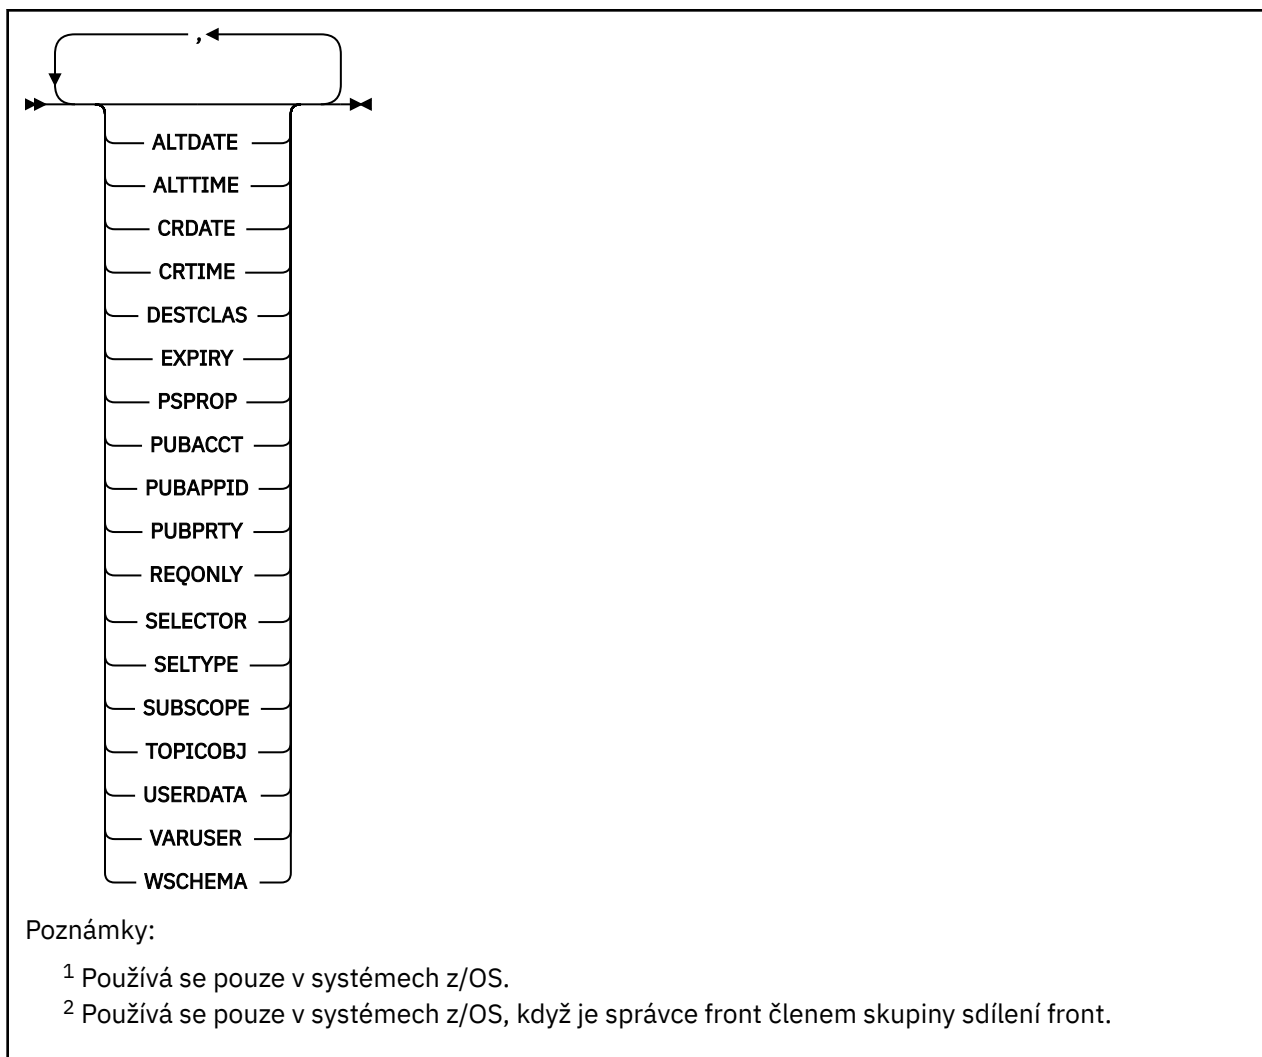 ,
ALTDATE
ALTTIME
CRDATE
CRTIME
DESTCLAS
EXPIRY
PSPROP
PUBACCT
PUBAPPID
PUBPRTY
REQONLY
SELECTOR
SELTYPE
SUBSCOPE
TOPICOBJ
USERDATA
VARUSER
WSCHEMA
Poznámky:
1 Používá se pouze v systémech z/OS.
2 Používá se pouze v systémech z/OS, když je správce front členem skupiny sdílení front.